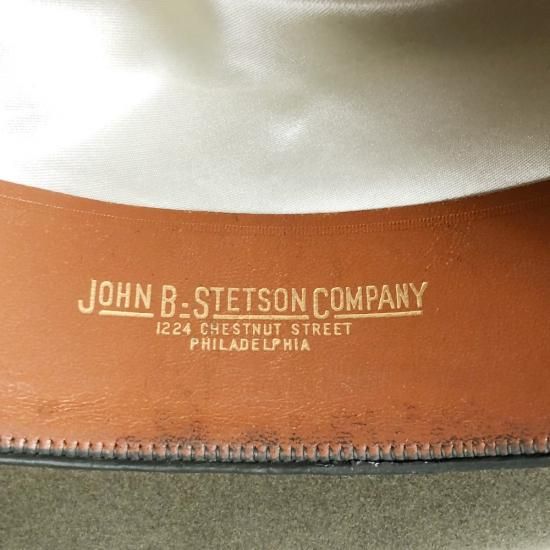 JOHN B-STETSON COMPANY
1224 CHESTNUT STREET
PHILADELPHIA